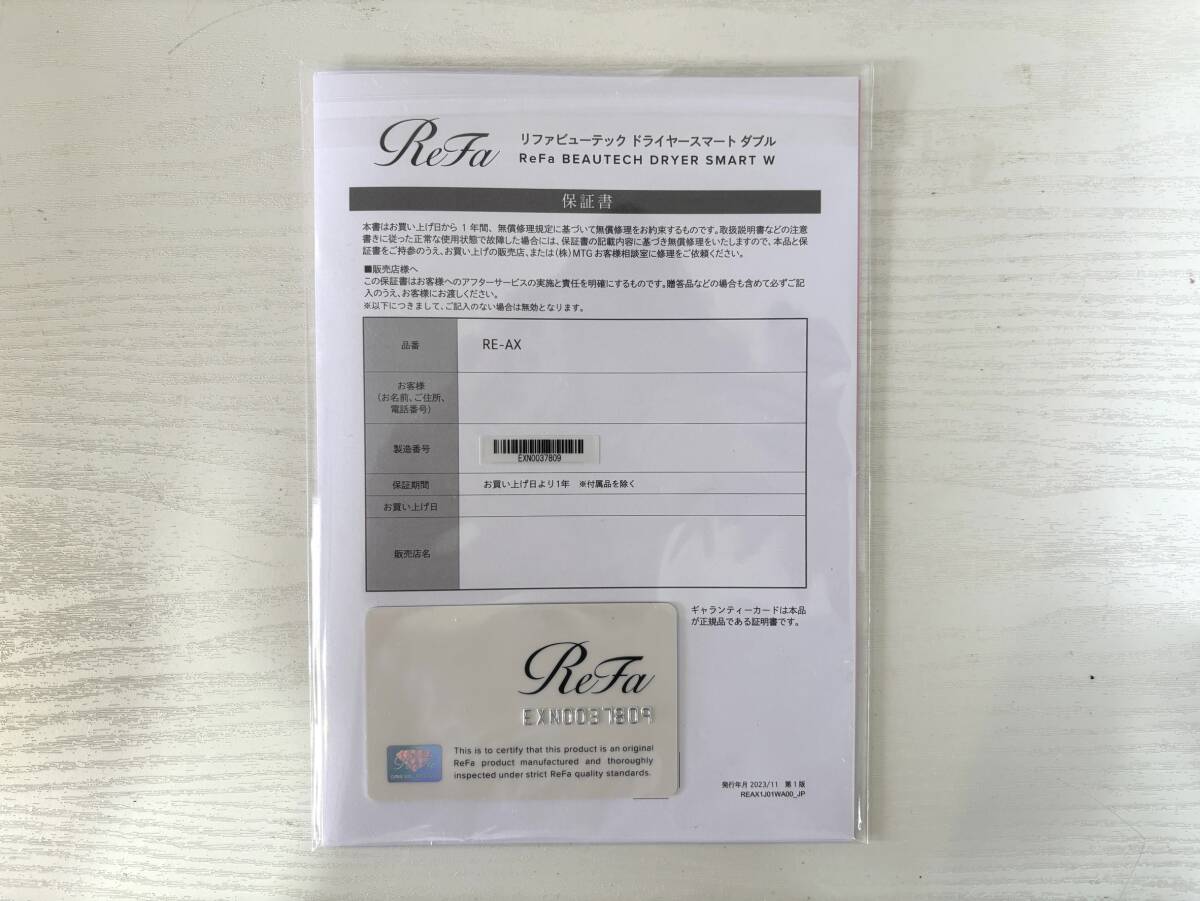 ReFa リファビューテック ドライヤースマート ダブル
ReFa BEAUTECH DRYER SMART W
保証書
本書はお買い上げ日から 1 年間、無償修理規定に基づいて無償修理をお約束するものです。取扱説明書などの注意
書きに従った正常な使用状態で故障した場合には、保証書の記載内容に基づき無償修理をいたしますので、本品と保
証書をご持参のうえ、お買い上げの販売店、または(株)MTG お客様相談室に修理をご依頼ください。
■販売店様へ
この保証書はお客様へのアフターサービスの実施と責任を明確にするものです。贈答品などの場合も含めて必ずご記
入のうえ、お客様にお渡しください。
※以下につきまして、ご記入のない場合は無効となります。
品番 RE-AX
お客様
(お名前、ご住所、
電話番号)
製造番号 EXN0037809
保証期間 お買い上げ日より1年 ※付属品を除く
お買い上げ日
販売店名
ギャランティーカードは本品
が正規品である証明書です。
ReFa
EXN0037809
This is to certify that this product is an original
ReFa product manufactured and thoroughly
inspected under strict ReFa quality standards.
発行年月 2023/11 第1版
REAX1J01WA00_JP